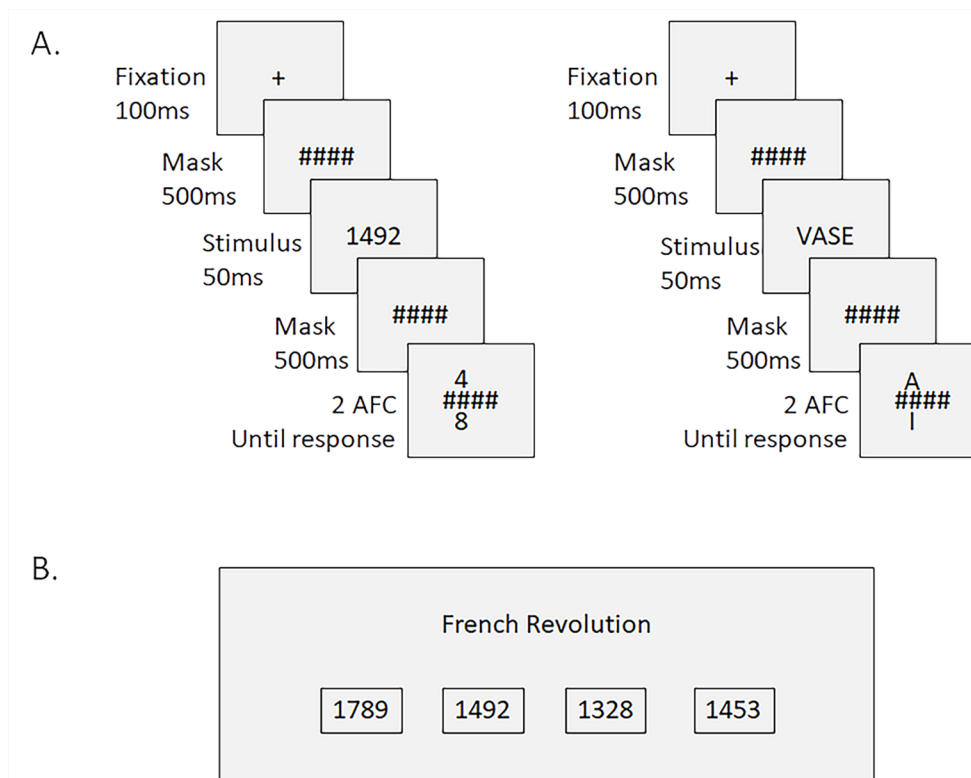 A.
Fixation
100ms
+
Mask
500ms
####
Stimulus
50ms
1492
Mask
500ms
####
2 AFC
Until response
4
####
8
Fixation
100ms
+
Mask
500ms
####
Stimulus
50ms
VASE
Mask
500ms
####
2 AFC
Until response
A
####
I
B.
French Revolution
1789 1492 1328 1453